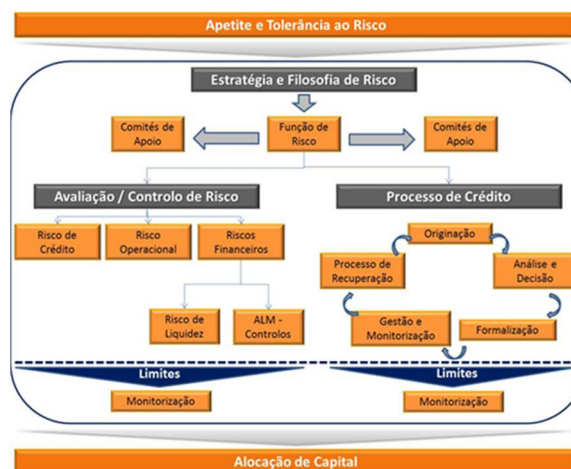 Apetite e Tolerância ao Risco
Estratégia e Filosofia de Risco
Comités de
Apoio
Função de
Risco
Comités de
Apoio
Avaliação / Controlo de Risco
Processo de Crédito
Risco de
Crédito
Risco
Operacional
Riscos
Financeiros
Originação
Processo de
Recuperação
Análise e
Decisão
Risco de
Liquidez
ALM -
Controlos
Gestão e
Monitorização
Formalização
Limites
Limites
Monitorização
Monitorização
Alocação de Capital